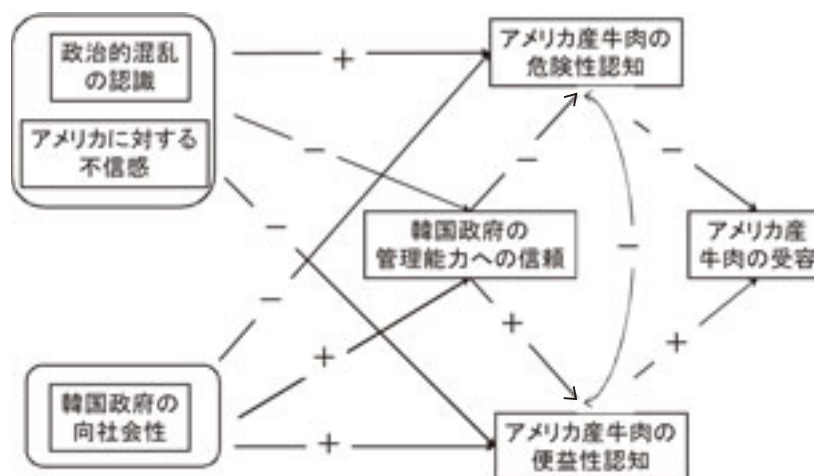 政治的混乱
の認識
アメリカに対する
不信感
韓国政府の
向社会性
+
−
−
−
+
+
アメリカ産牛肉の
危険性認知
−
韓国政府の
管理能力への信頼
+
−
−
+
アメリカ産
牛肉の受容
アメリカ産牛肉の
便益性認知